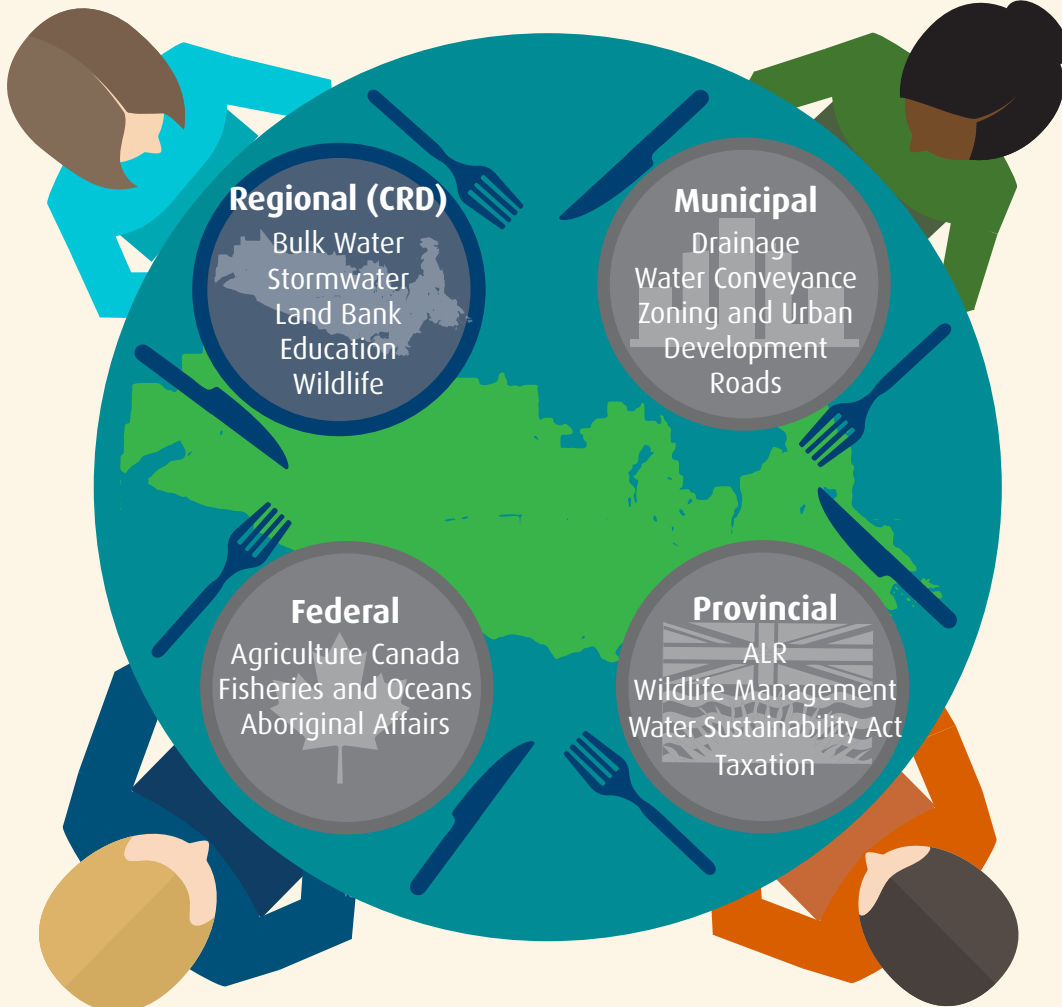 Regional (CRD)
Bulk Water
Stormwater
Land Bank
Education
Wildlife
Municipal
Drainage
Water Conveyance
Zoning and Urban
Development
Roads
Federal
Agriculture Canada
Fisheries and Oceans
Aboriginal Affairs
Provincial
ALR
Wildlife Management
Water Sustainability Act
Taxation